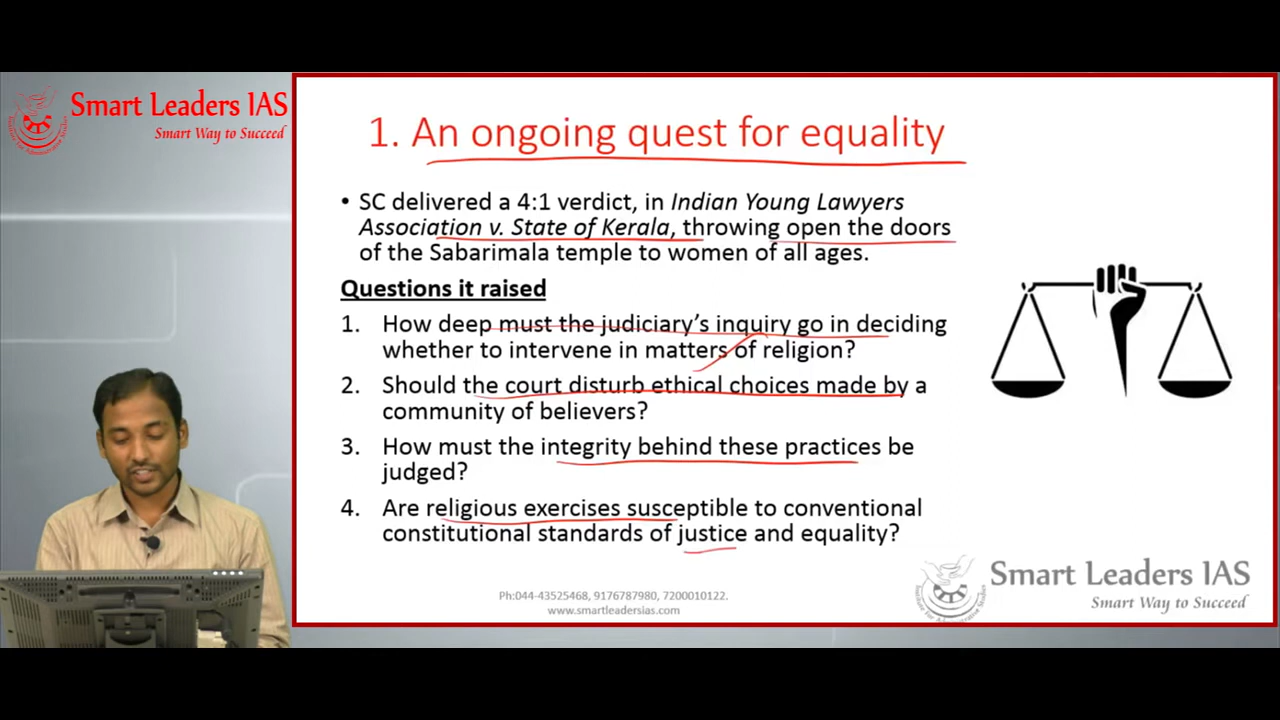 Smart Leaders IAS
Smart Way to Succeed
1. An ongoing quest for equality
• SC delivered a 4:1 verdict, in Indian Young Lawyers
Association v. State of Kerala, throwing open the doors
of the Sabarimala temple to women of all ages.
Questions it raised
1. How deep must the judiciary's inquiry go in deciding
whether to intervene in matters of religion?
2. Should the court disturb ethical choices made by a
community of believers?
3. How must the integrity behind these practices be
judged?
4. Are religious exercises susceptible to conventional
constitutional standards of justice and equality?
Smart Leaders IAS
Smart Way to Succeed
Ph:044-43525468, 9176787980, 7200010122.
www.smartleadersias.com